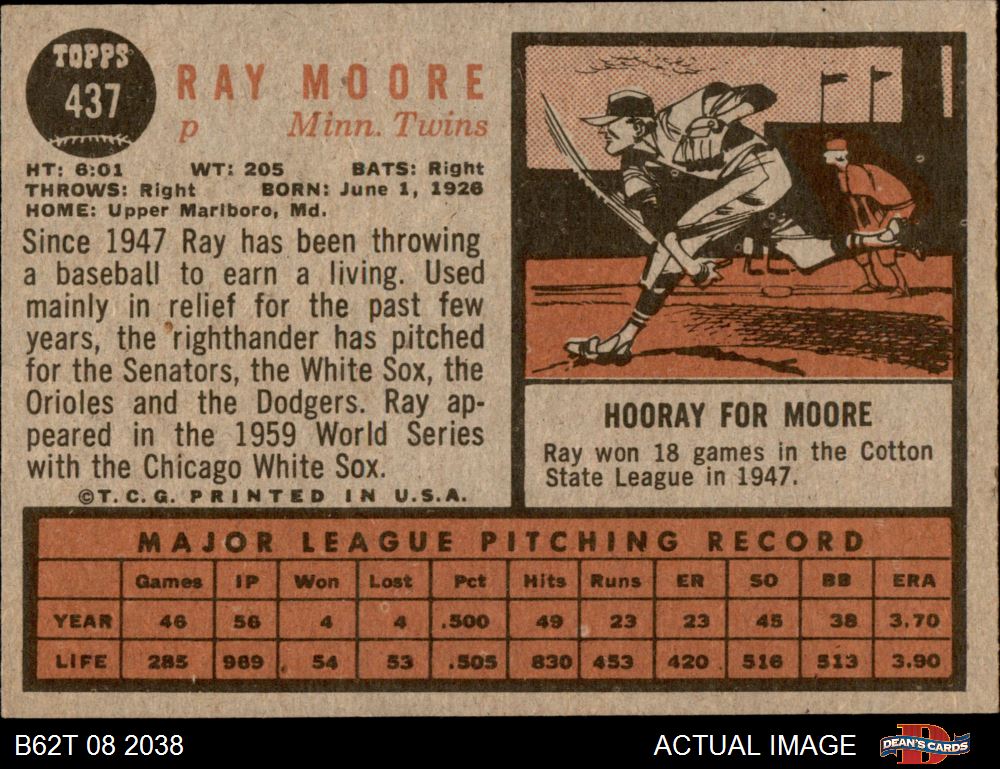 TOPPS
437
RAY MOORE
p Minn. Twins
HT: 6:01 WT: 205 BATS: Right
THROWS: Right BORN: June 1, 1926
HOME: Upper Marlboro, Md.
Since 1947 Ray has been throwing
a baseball to earn a living. Used
mainly in relief for the past few
years, the righthander has pitched
for the Senators, the White Sox, the
Orioles and the Dodgers. Ray ap-
peared in the 1959 World Series
with the Chicago White Sox.
©T.C.G. PRINTED IN U.S.A.
HOORAY FOR MOORE
Ray won 18 games in the Cotton
State League in 1947.
MAJOR LEAGUE PITCHING RECORD
Games IP Won Lost Pct Hits Runs ER SO BB ERA
YEAR 46 56 4 4 .500 49 23 23 45 38 3.70
LIFE 285 969 54 53 .505 830 453 420 516 513 3.90
B62T 08 2038
ACTUAL IMAGE
DEAN'S CARDS